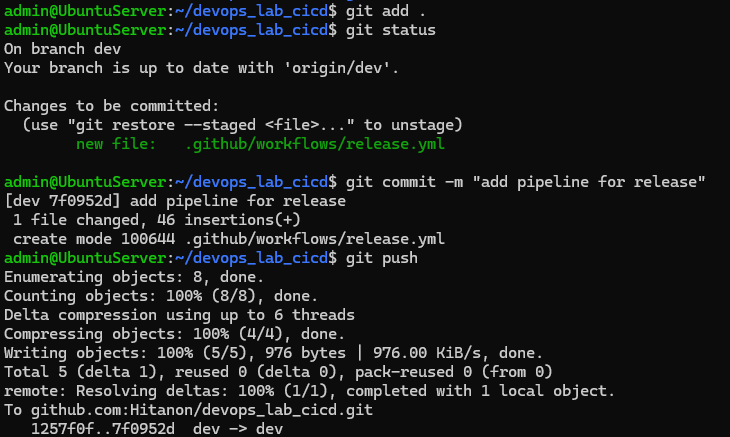 admin@UbuntuServer:~/devops_lab_cicd$ git add .
admin@UbuntuServer:~/devops_lab_cicd$ git status
On branch dev
Your branch is up to date with 'origin/dev'.

Changes to be committed:
  (use "git restore --staged <file>..." to unstage)
        new file:   .github/workflows/release.yml

admin@UbuntuServer:~/devops_lab_cicd$ git commit -m "add pipeline for release"
[dev 7f0952d] add pipeline for release
 1 file changed, 46 insertions(+)
 create mode 100644 .github/workflows/release.yml
admin@UbuntuServer:~/devops_lab_cicd$ git push
Enumerating objects: 8, done.
Counting objects: 100% (8/8), done.
Delta compression using up to 6 threads
Compressing objects: 100% (4/4), done.
Writing objects: 100% (5/5), 976 bytes | 976.00 KiB/s, done.
Total 5 (delta 1), reused 0 (delta 0), pack-reused 0 (from 0)
remote: Resolving deltas: 100% (1/1), completed with 1 local object.
To github.com:Hitanon/devops_lab_cicd.git
   1257f0f..7f0952d  dev -> dev